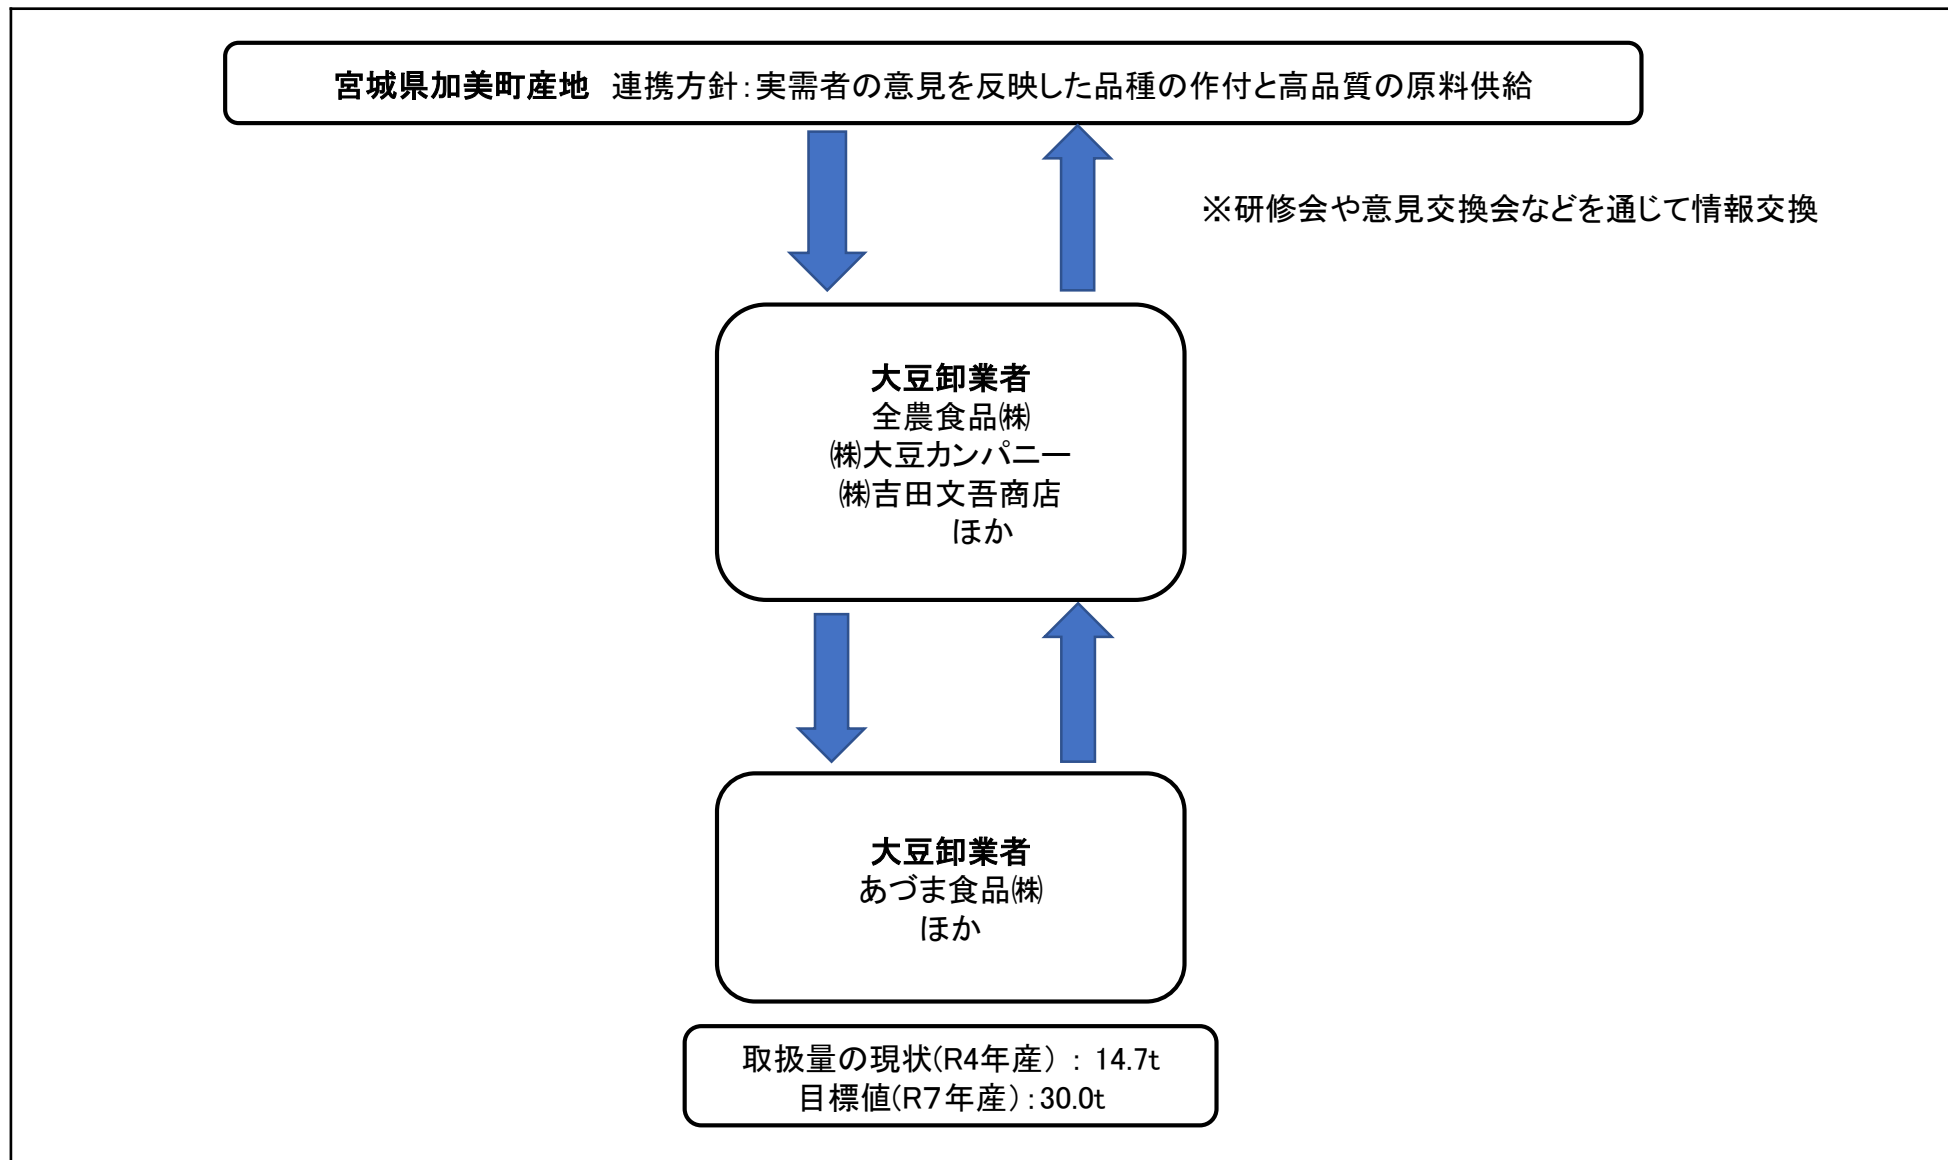 宮城県加美町産地　連携方針：実需者の意見を反映した品種の作付と高品質の原料供給
※研修会や意見交換会などを通じて情報交換
大豆卸業者
全農食品㈱
㈱大豆カンパニー
㈱吉田文吾商店
ほか
大豆卸業者
あづま食品㈱
ほか
取扱量の現状(R4年産）： 14.7t
目標値(R７年産）：30.0t